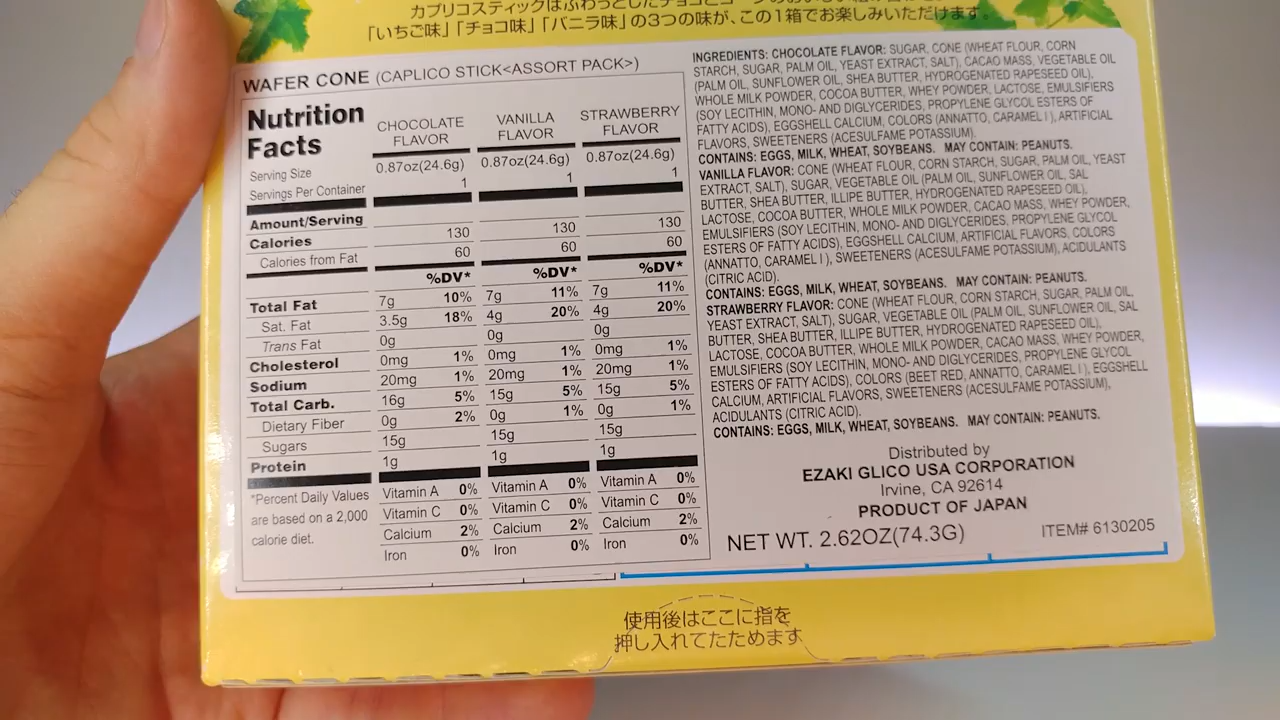 「いちご味」「チョコ味」「バニラ味」の3つの味が、この1箱でお楽しみいただけます。
WAFER CONE (CAPLICO STICK<ASSORT PACK>)
Nutrition
Facts
CHOCOLATE FLAVOR VANILLA FLAVOR STRAWBERRY FLAVOR
Serving Size 0.87oz(24.6g) 0.87oz(24.6g) 0.87oz(24.6g)
Servings Per Container 1 1 1
Amount/Serving
Calories 130 130 130
Calories from Fat 60 60 60
%DV* %DV* %DV*
Total Fat 7g 10% 7g 11% 7g 11%
Sat. Fat 3.5g 18% 4g 20% 4g 20%
Trans Fat 0g 0g 0g
Cholesterol 0mg 1% 0mg 1% 0mg 1%
Sodium 20mg 1% 20mg 1% 20mg 1%
Total Carb. 16g 5% 15g 5% 15g 5%
Dietary Fiber 0g 2% 0g 1% 0g 1%
Sugars 15g 15g 15g
Protein 1g 1g 1g
*Percent Daily Values
are based on a 2,000
calorie diet.
Vitamin A 0% Vitamin A 0% Vitamin A 0%
Vitamin C 0% Vitamin C 0% Vitamin C 0%
Calcium 2% Calcium 2% Calcium 2%
Iron 0% Iron 0% Iron 0%
INGREDIENTS: CHOCOLATE FLAVOR: SUGAR, CONE (WHEAT FLOUR, CORN
STARCH, SUGAR, PALM OIL, YEAST EXTRACT, SALT), CACAO MASS, VEGETABLE OIL
(PALM OIL, SUNFLOWER OIL, SHEA BUTTER, HYDROGENATED RAPESEED OIL),
WHOLE MILK POWDER, COCOA BUTTER, WHEY POWDER, LACTOSE, EMULSIFIERS
(SOY LECITHIN, MONO- AND DIGLYCERIDES, PROPYLENE GLYCOL ESTERS OF
FATTY ACIDS), EGGSHELL CALCIUM, COLORS (ANNATTO, CARAMEL I ), ARTIFICIAL
FLAVORS, SWEETENERS (ACESULFAME POTASSIUM).
CONTAINS: EGGS, MILK, WHEAT, SOYBEANS. MAY CONTAIN: PEANUTS.
VANILLA FLAVOR: CONE (WHEAT FLOUR, CORN STARCH, SUGAR, PALM OIL, YEAST
EXTRACT, SALT), SUGAR, VEGETABLE OIL (PALM OIL, SUNFLOWER OIL, SAL
BUTTER, SHEA BUTTER, ILLIPE BUTTER, HYDROGENATED RAPESEED OIL),
LACTOSE, COCOA BUTTER, WHOLE MILK POWDER, CACAO MASS, WHEY POWDER,
EMULSIFIERS (SOY LECITHIN, MONO- AND DIGLYCERIDES, PROPYLENE GLYCOL
ESTERS OF FATTY ACIDS), EGGSHELL CALCIUM, ARTIFICIAL FLAVORS, COLORS
(ANNATTO, CARAMEL I ), SWEETENERS (ACESULFAME POTASSIUM), ACIDULANTS
(CITRIC ACID).
CONTAINS: EGGS, MILK, WHEAT, SOYBEANS. MAY CONTAIN: PEANUTS.
STRAWBERRY FLAVOR: CONE (WHEAT FLOUR, CORN STARCH, SUGAR, PALM OIL,
YEAST EXTRACT, SALT), SUGAR, VEGETABLE OIL (PALM OIL, SUNFLOWER OIL, SAL
BUTTER, SHEA BUTTER, ILLIPE BUTTER, HYDROGENATED RAPESEED OIL),
LACTOSE, COCOA BUTTER, WHOLE MILK POWDER, CACAO MASS, WHEY POWDER,
EMULSIFIERS (SOY LECITHIN, MONO- AND DIGLYCERIDES, PROPYLENE GLYCOL
ESTERS OF FATTY ACIDS), COLORS (BEET RED, ANNATTO, CARAMEL I ), EGGSHELL
CALCIUM, ARTIFICIAL FLAVORS, SWEETENERS (ACESULFAME POTASSIUM),
ACIDULANTS (CITRIC ACID).
CONTAINS: EGGS, MILK, WHEAT, SOYBEANS. MAY CONTAIN: PEANUTS.
Distributed by
EZAKI GLICO USA CORPORATION
Irvine, CA 92614
PRODUCT OF JAPAN
NET WT. 2.62OZ(74.3G) ITEM# 6130205
使用後はここに指を
押し入れてたためます